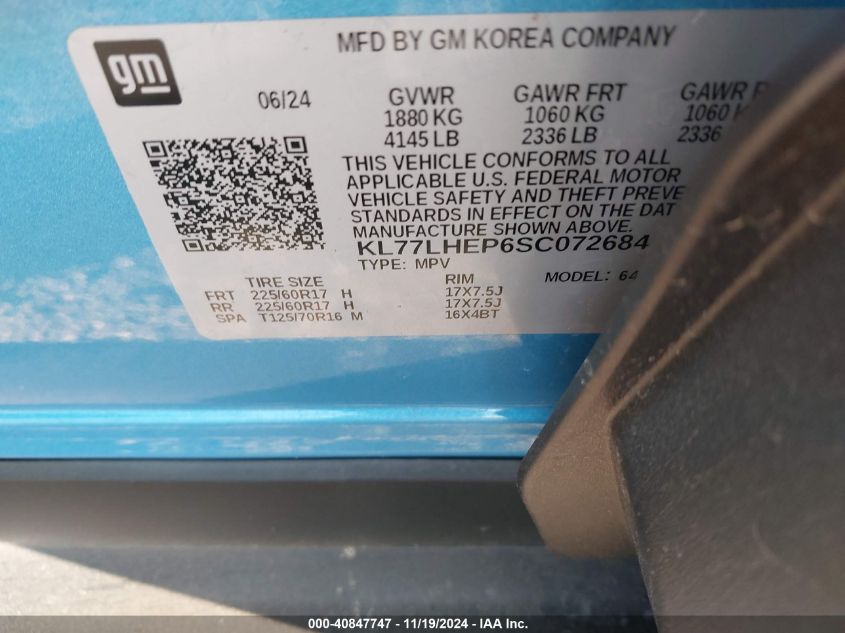 gm
MFD BY GM KOREA COMPANY
06/24
GVWR GAWR FRT GAWR
1880 KG 1060 KG 1060
4145 LB 2336 LB 2336
THIS VEHICLE CONFORMS TO ALL
APPLICABLE U.S. FEDERAL MOTOR
VEHICLE SAFETY AND THEFT PREVE
STANDARDS IN EFFECT ON THE DAT
MANUFACTURE SHOWN ABOVE.
KL77LHEP6SC072684
TYPE: MPV MODEL: 64
TIRE SIZE RIM
FRT 225/60R17 H 17X7.5J
RR 225/60R17 H 17X7.5J
SPA T125/70R16 M 16X4BT
000-40847747 - 11/19/2024 - IAA Inc.